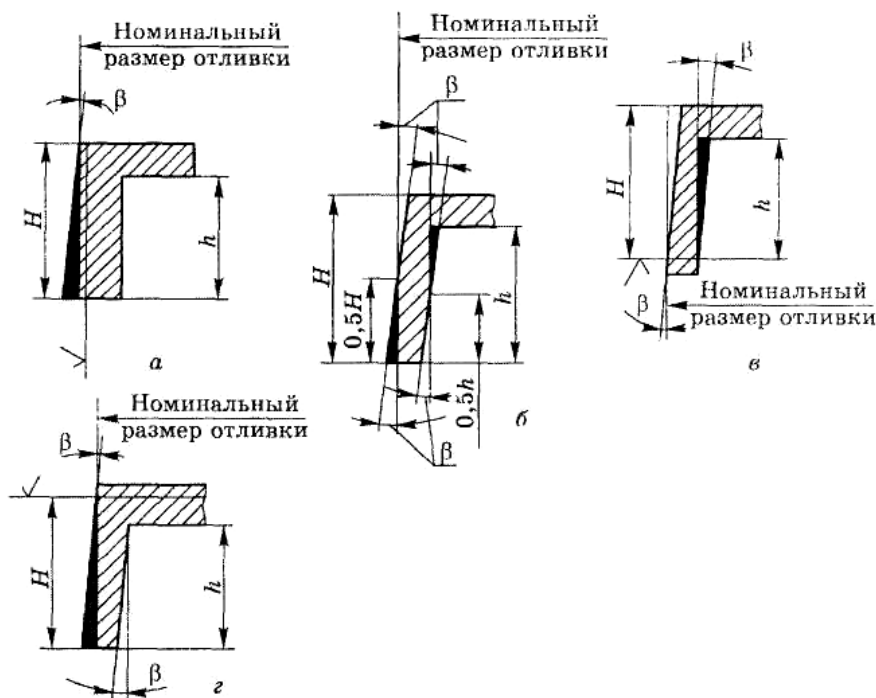 Номинальный
размер отливки
β
H
h
а
Номинальный
размер отливки
β
H
0,5H
h
0,5h
β
б
β
H
h
β
Номинальный
размер отливки
в
Номинальный
размер отливки
β
H
h
β
г